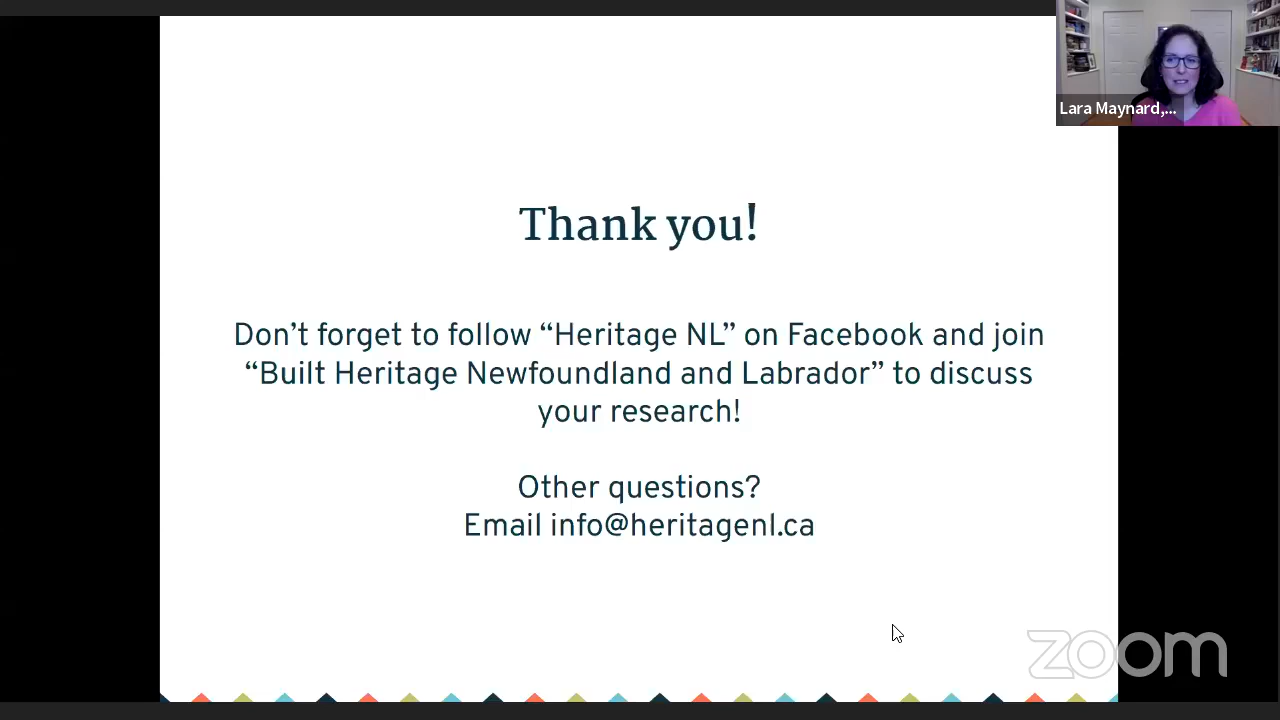 Lara Maynard,...
Thank you!
Don’t forget to follow “Heritage NL” on Facebook and join
“Built Heritage Newfoundland and Labrador” to discuss
your research!
Other questions?
Email info@heritagenl.ca
zoom